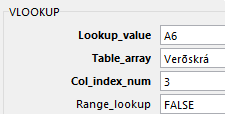 VLOOKUP
Lookup_value A6
Table_array Verðskrá
Col_index_num 3
Range_lookup FALSE